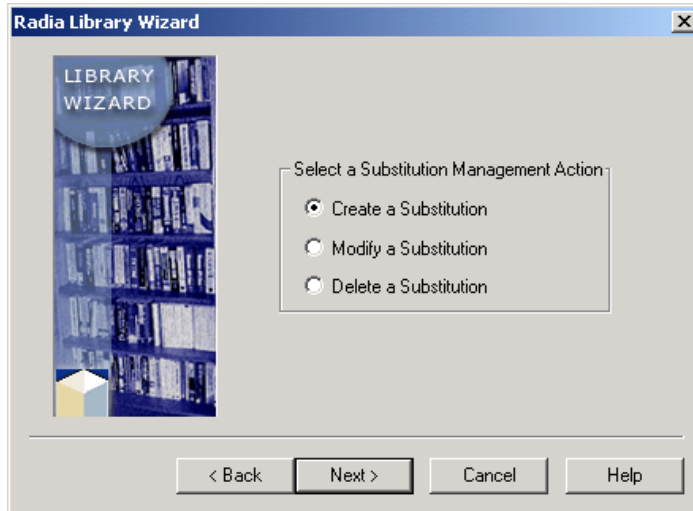 Radia Library Wizard
LIBRARY
WIZARD
Select a Substitution Management Action
Create a Substitution
Modify a Substitution
Delete a Substitution
< Back
Next >
Cancel
Help